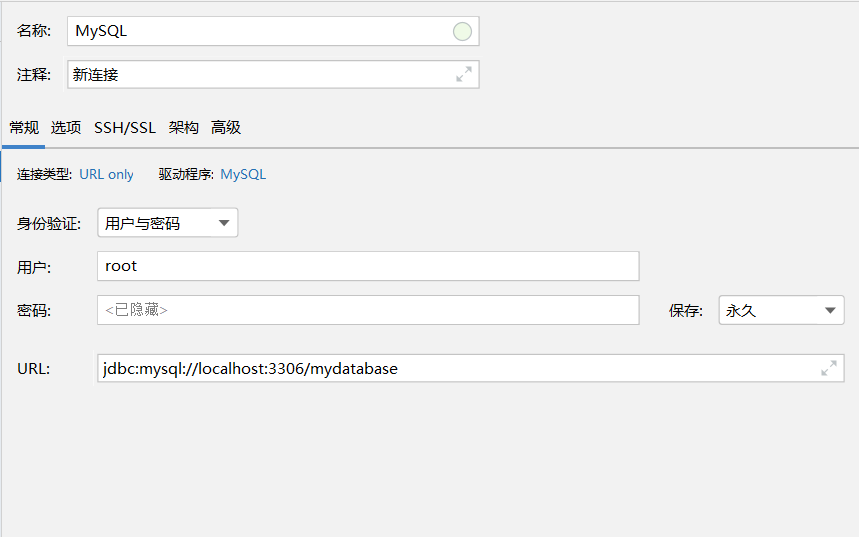 名称: MySQL
注释: 新连接
常规 选项 SSH/SSL 架构 高级
连接类型: URL only 驱动程序: MySQL
身份验证: 用户与密码
用户: root
密码: <已隐藏> 保存: 永久
URL: jdbc:mysql://localhost:3306/mydatabase